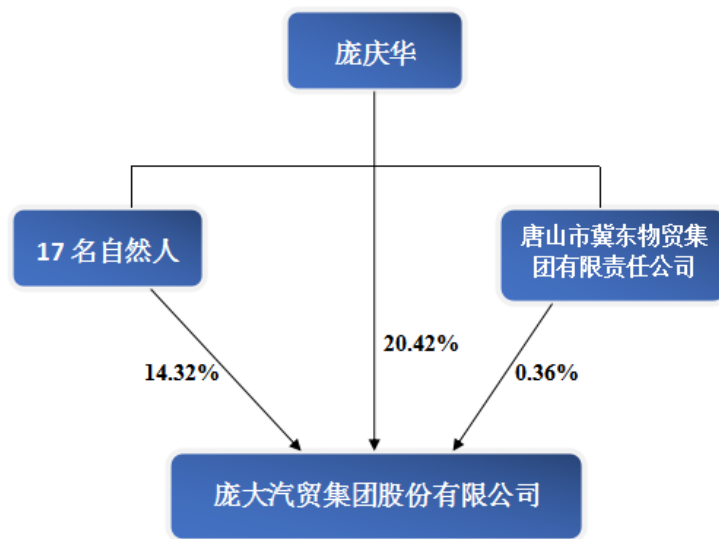 庞庆华
17 名自然人
唐山市冀东物贸集
团有限责任公司
20.42%
14.32%
0.36%
庞大汽贸集团股份有限公司